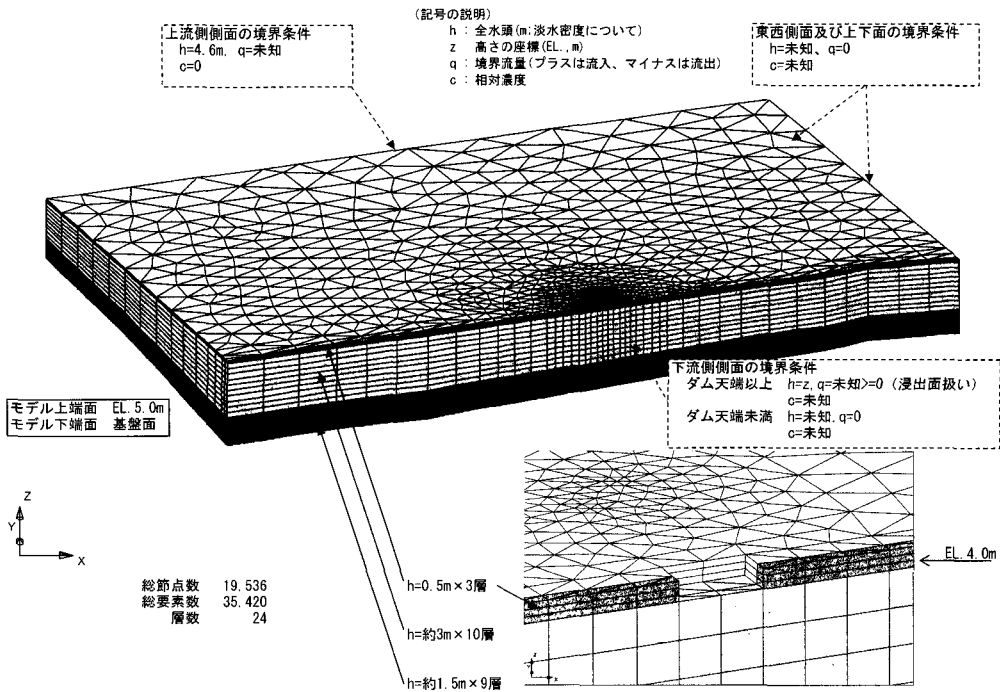 (記号の説明)
h : 全水頭(m:淡水密度について)
z 高さの座標(EL.,m)
q : 境界流量(プラスは流入、マイナスは流出)
c : 相対濃度
上流側側面の境界条件
h=4.6m, q=未知
c=0
東西側面及び上下面の境界条件
h=未知、q=0
c=未知
下流側側面の境界条件
ダム天端以上 h=z,q=未知>=0 (浸出面扱い)
c=未知
ダム天端未満 h=未知,q=0
c=未知
モデル上端面 EL.5.0m
モデル下端面 基盤面
Z
Y
X
総節点数 19,536
総要素数 35,420
層数 24
h=0.5m×3層
h=約3m×10層
h=約1.5m×9層
EL.4.0m